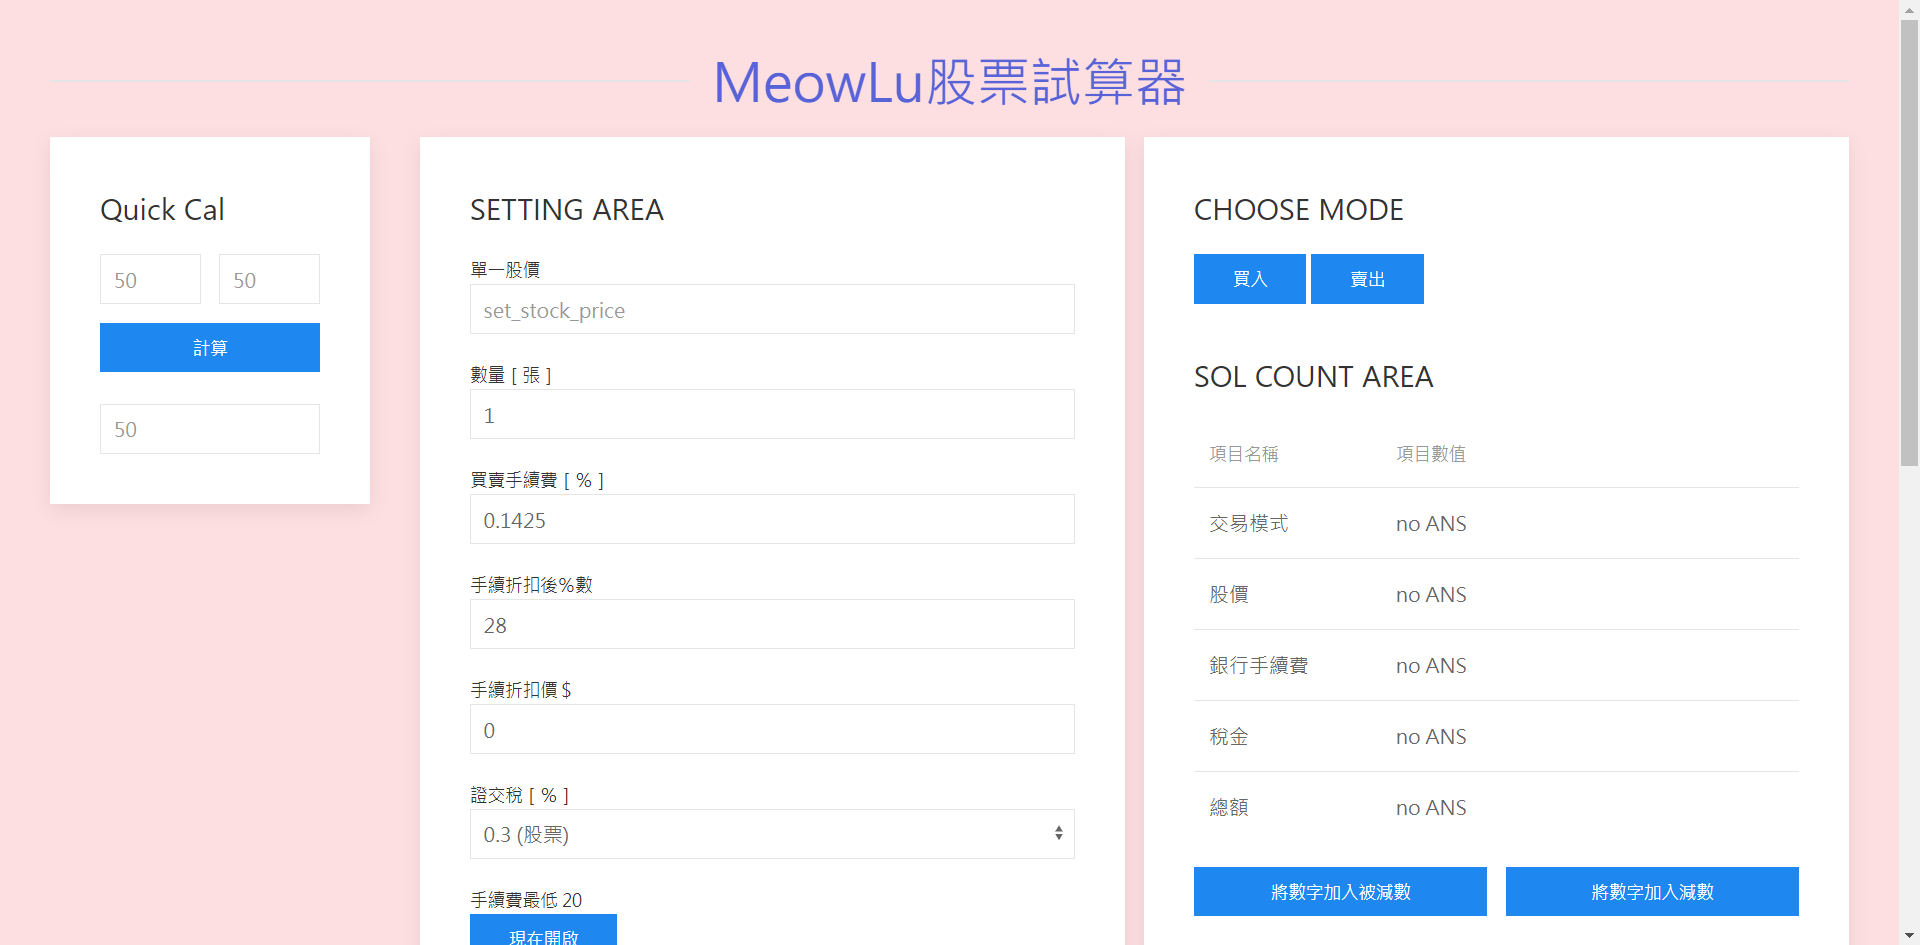 MeowLu股票試算器
Quick Cal
50
50
計算
50
SETTING AREA
單一股價
set_stock_price
數量 [ 張 ]
1
買賣手續費 [ % ]
0.1425
手續折扣後%數
28
手續折扣價 $
0
證交稅 [ % ]
0.3 (股票)
手續費最低 20
現在開啟
CHOOSE MODE
買入
賣出
SOL COUNT AREA
項目名稱 項目數值
交易模式 no ANS
股價 no ANS
銀行手續費 no ANS
稅金 no ANS
總額 no ANS
將數字加入被減數
將數字加入減數